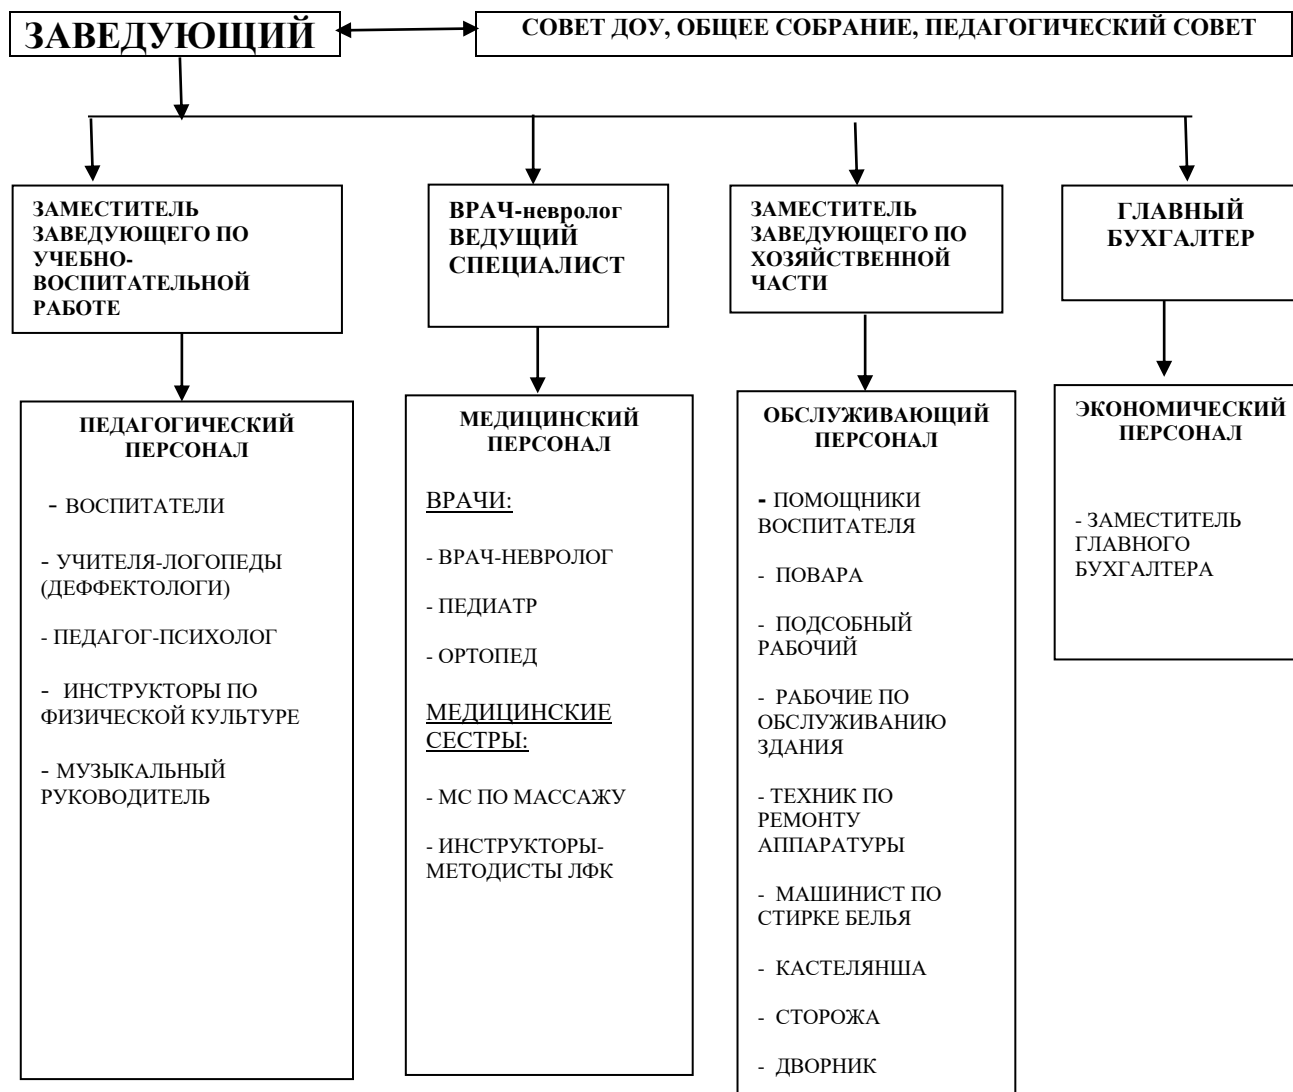 ЗАВЕДУЮЩИЙ
СОВЕТ ДОУ, ОБЩЕЕ СОБРАНИЕ, ПЕДАГОГИЧЕСКИЙ СОВЕТ
ЗАМЕСТИТЕЛЬ
ЗАВЕДУЮЩЕГО ПО
УЧЕБНО-
ВОСПИТАТЕЛЬНОЙ
РАБОТЕ
ВРАЧ-невролог
ВЕДУЩИЙ
СПЕЦИАЛИСТ
ЗАМЕСТИТЕЛЬ
ЗАВЕДУЮЩЕГО ПО
ХОЗЯЙСТВЕННОЙ
ЧАСТИ
ГЛАВНЫЙ
БУХГАЛТЕР
ПЕДАГОГИЧЕСКИЙ
ПЕРСОНАЛ
- ВОСПИТАТЕЛИ
- УЧИТЕЛЯ-ЛОГОПЕДЫ
(ДЕФФЕКТОЛОГИ)
- ПЕДАГОГ-ПСИХОЛОГ
- ИНСТРУКТОРЫ ПО
ФИЗИЧЕСКОЙ КУЛЬТУРЕ
- МУЗЫКАЛЬНЫЙ
РУКОВОДИТЕЛЬ
МЕДИЦИНСКИЙ
ПЕРСОНАЛ
ВРАЧИ:
- ВРАЧ-НЕВРОЛОГ
- ПЕДИАТР
- ОРТОПЕД
МЕДИЦИНСКИЕ
СЕСТРЫ:
- МС ПО МАССАЖУ
- ИНСТРУКТОРЫ-
МЕТОДИСТЫ ЛФК
ОБСЛУЖИВАЮЩИЙ
ПЕРСОНАЛ
- ПОМОЩНИКИ
ВОСПИТАТЕЛЯ
- ПОВАРА
- ПОДСОБНЫЙ
РАБОЧИЙ
- РАБОЧИЕ ПО
ОБСЛУЖИВАНИЮ
ЗДАНИЯ
- ТЕХНИК ПО
РЕМОНТУ
АППАРАТУРЫ
- МАШИНИСТ ПО
СТИРКЕ БЕЛЬЯ
- КАСТЕЛЯНША
- СТОРОЖА
- ДВОРНИК
ЭКОНОМИЧЕСКИЙ
ПЕРСОНАЛ
- ЗАМЕСТИТЕЛЬ
ГЛАВНОГО
БУХГАЛТЕРА